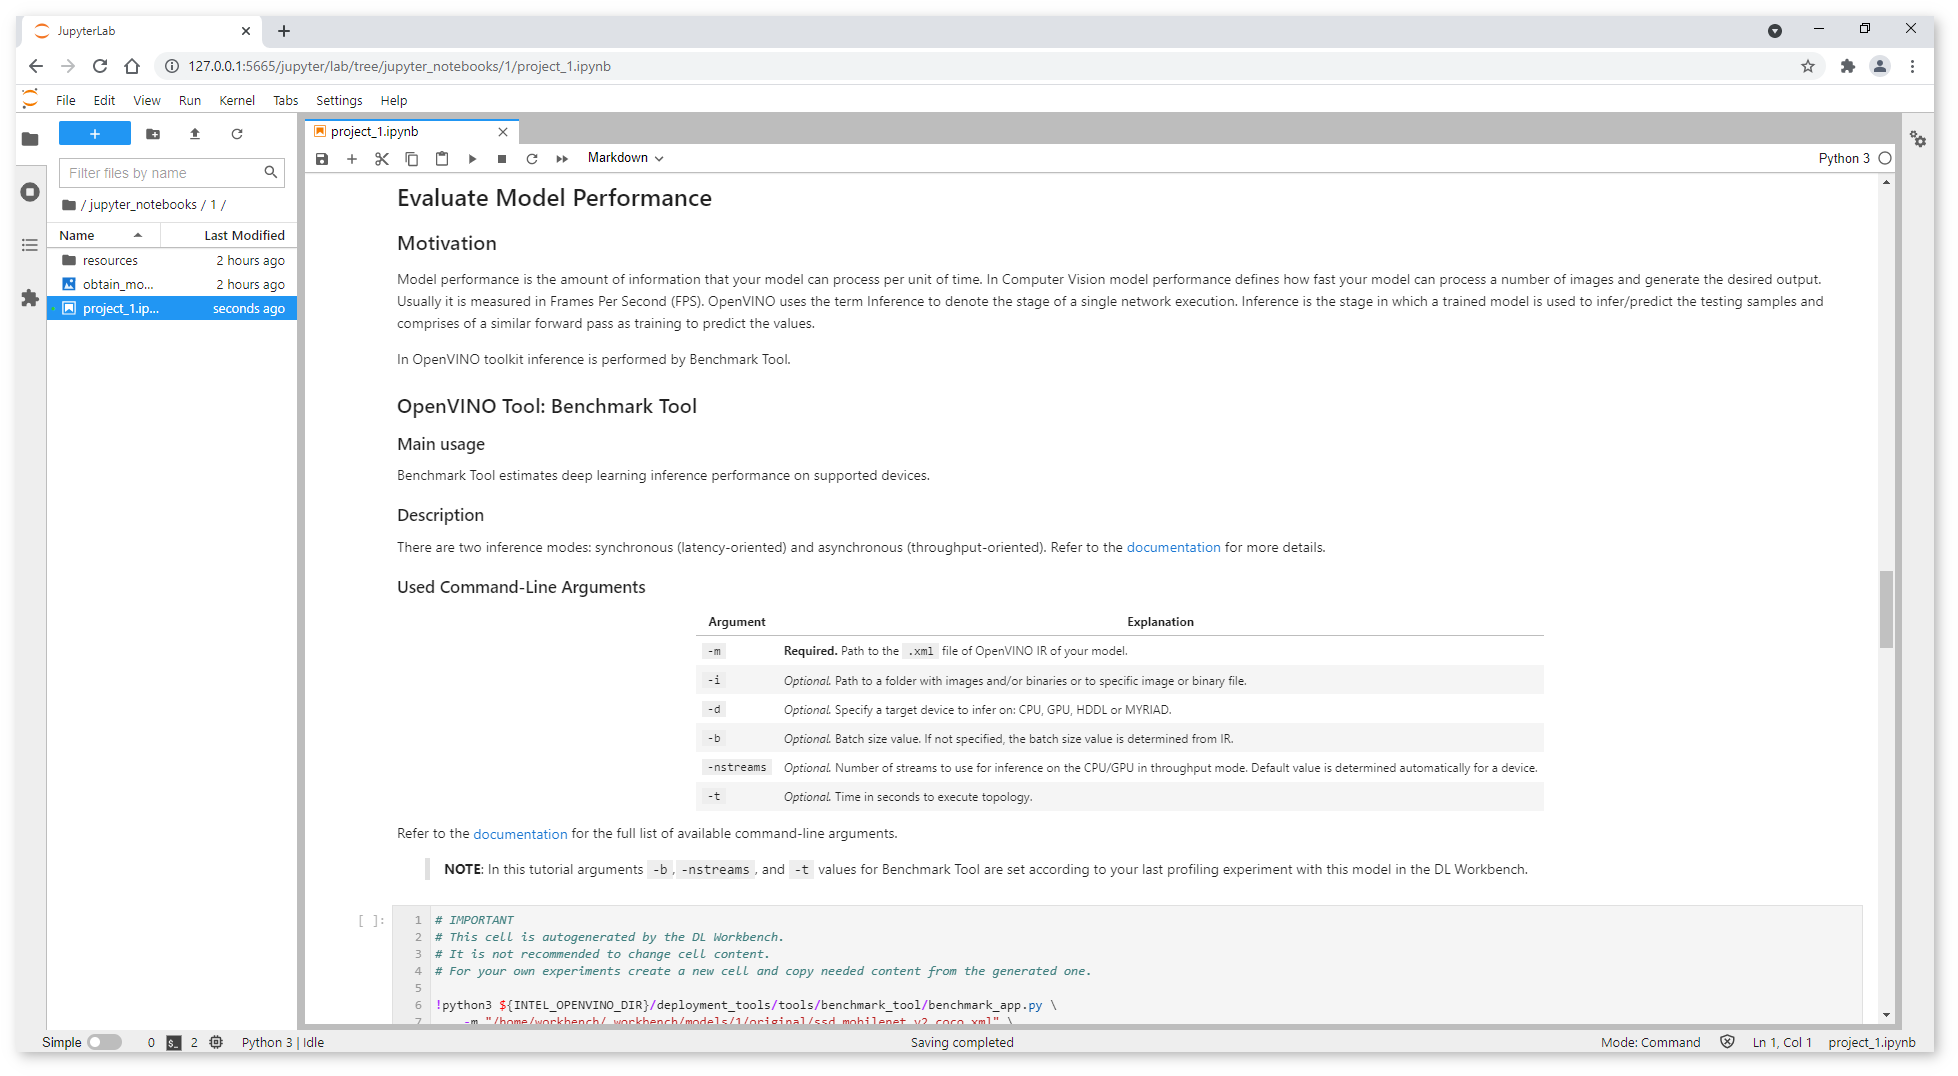 JupyterLab
127.0.0.1:5665/jupyter/lab/tree/jupyter_notebooks/1/project_1.ipynb
File Edit View Run Kernel Tabs Settings Help
+
Filter files by name
/ jupyter_notebooks / 1 /
Name Last Modified
resources 2 hours ago
obtain_mo... 2 hours ago
project_1.ip... seconds ago
project_1.ipynb
Markdown
Python 3
Evaluate Model Performance
Motivation
Model performance is the amount of information that your model can process per unit of time. In Computer Vision model performance defines how fast your model can process a number of images and generate the desired output.
Usually it is measured in Frames Per Second (FPS). OpenVINO uses the term Inference to denote the stage of a single network execution. Inference is the stage in which a trained model is used to infer/predict the testing samples and
comprises of a similar forward pass as training to predict the values.
In OpenVINO toolkit inference is performed by Benchmark Tool.
OpenVINO Tool: Benchmark Tool
Main usage
Benchmark Tool estimates deep learning inference performance on supported devices.
Description
There are two inference modes: synchronous (latency-oriented) and asynchronous (throughput-oriented). Refer to the documentation for more details.
Used Command-Line Arguments
Argument Explanation
-m Required. Path to the .xml file of OpenVINO IR of your model.
-i Optional. Path to a folder with images and/or binaries or to specific image or binary file.
-d Optional. Specify a target device to infer on: CPU, GPU, HDDL or MYRIAD.
-b Optional. Batch size value. If not specified, the batch size value is determined from IR.
-nstreams Optional. Number of streams to use for inference on the CPU/GPU in throughput mode. Default value is determined automatically for a device.
-t Optional. Time in seconds to execute topology.
Refer to the documentation for the full list of available command-line arguments.
NOTE: In this tutorial arguments -b, -nstreams, and -t values for Benchmark Tool are set according to your last profiling experiment with this model in the DL Workbench.
[ ]:
1 # IMPORTANT
2 # This cell is autogenerated by the DL Workbench.
3 # It is not recommended to change cell content.
4 # For your own experiments create a new cell and copy needed content from the generated one.
5
6 !python3 ${INTEL_OPENVINO_DIR}/deployment_tools/tools/benchmark_tool/benchmark_app.py \
7 -m "/home/workbench/.workbench/models/1/original/ssd_mobilenet_v2_coco.xml" \
Simple 0 $_ 2 Python 3 | Idle Saving completed Mode: Command Ln 1, Col 1 project_1.ipynb